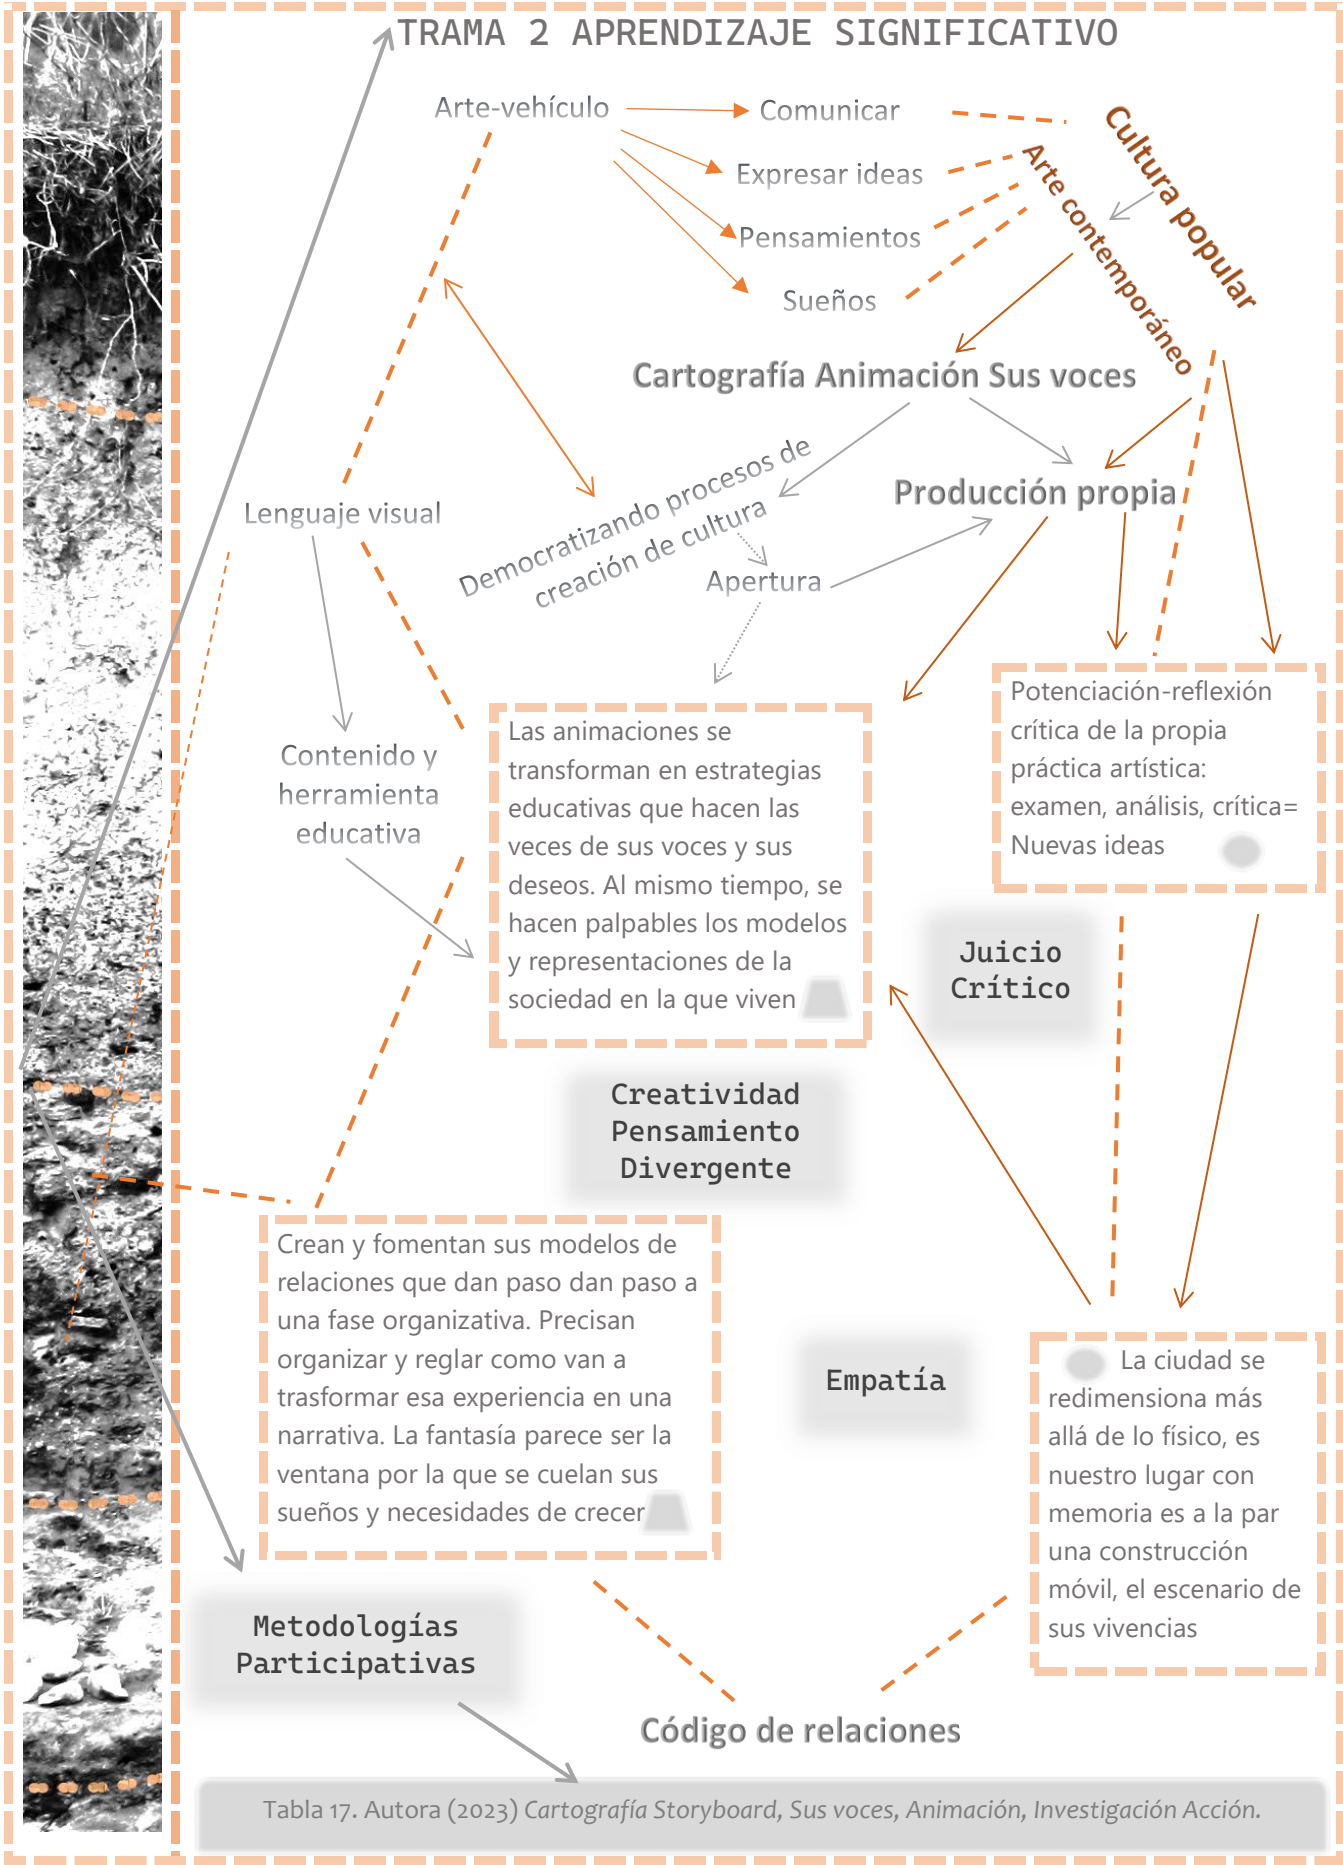 TRAMA 2 APRENDIZAJE SIGNIFICATIVO
Arte-vehículo
Comunicar
Expresar ideas
Pensamientos
Sueños
Cultura popular
Arte contemporáneo
Cartografía Animación Sus voces
Democratizando procesos de
creación de cultura
Producción propia
Lenguaje visual
Apertura
Contenido y
herramienta
educativa
Las animaciones se
transforman en estrategias
educativas que hacen las
veces de sus voces y sus
deseos. Al mismo tiempo, se
hacen palpables los modelos
y representaciones de la
sociedad en la que viven
Potenciación-reflexión
crítica de la propia
práctica artística:
examen, análisis, crítica=
Nuevas ideas
Juicio
Crítico
Creatividad
Pensamiento
Divergente
Crean y fomentan sus modelos de
relaciones que dan paso dan paso a
una fase organizativa. Precisan
organizar y reglar como van a
trasformar esa experiencia en una
narrativa. La fantasía parece ser la
ventana por la que se cuelan sus
sueños y necesidades de crecer
Empatía
La ciudad se
redimensiona más
allá de lo físico, es
nuestro lugar con
memoria es a la par
una construcción
móvil, el escenario de
sus vivencias
Metodologías
Participativas
Código de relaciones
Tabla 17. Autora (2023) Cartografía Storyboard, Sus voces, Animación, Investigación Acción.